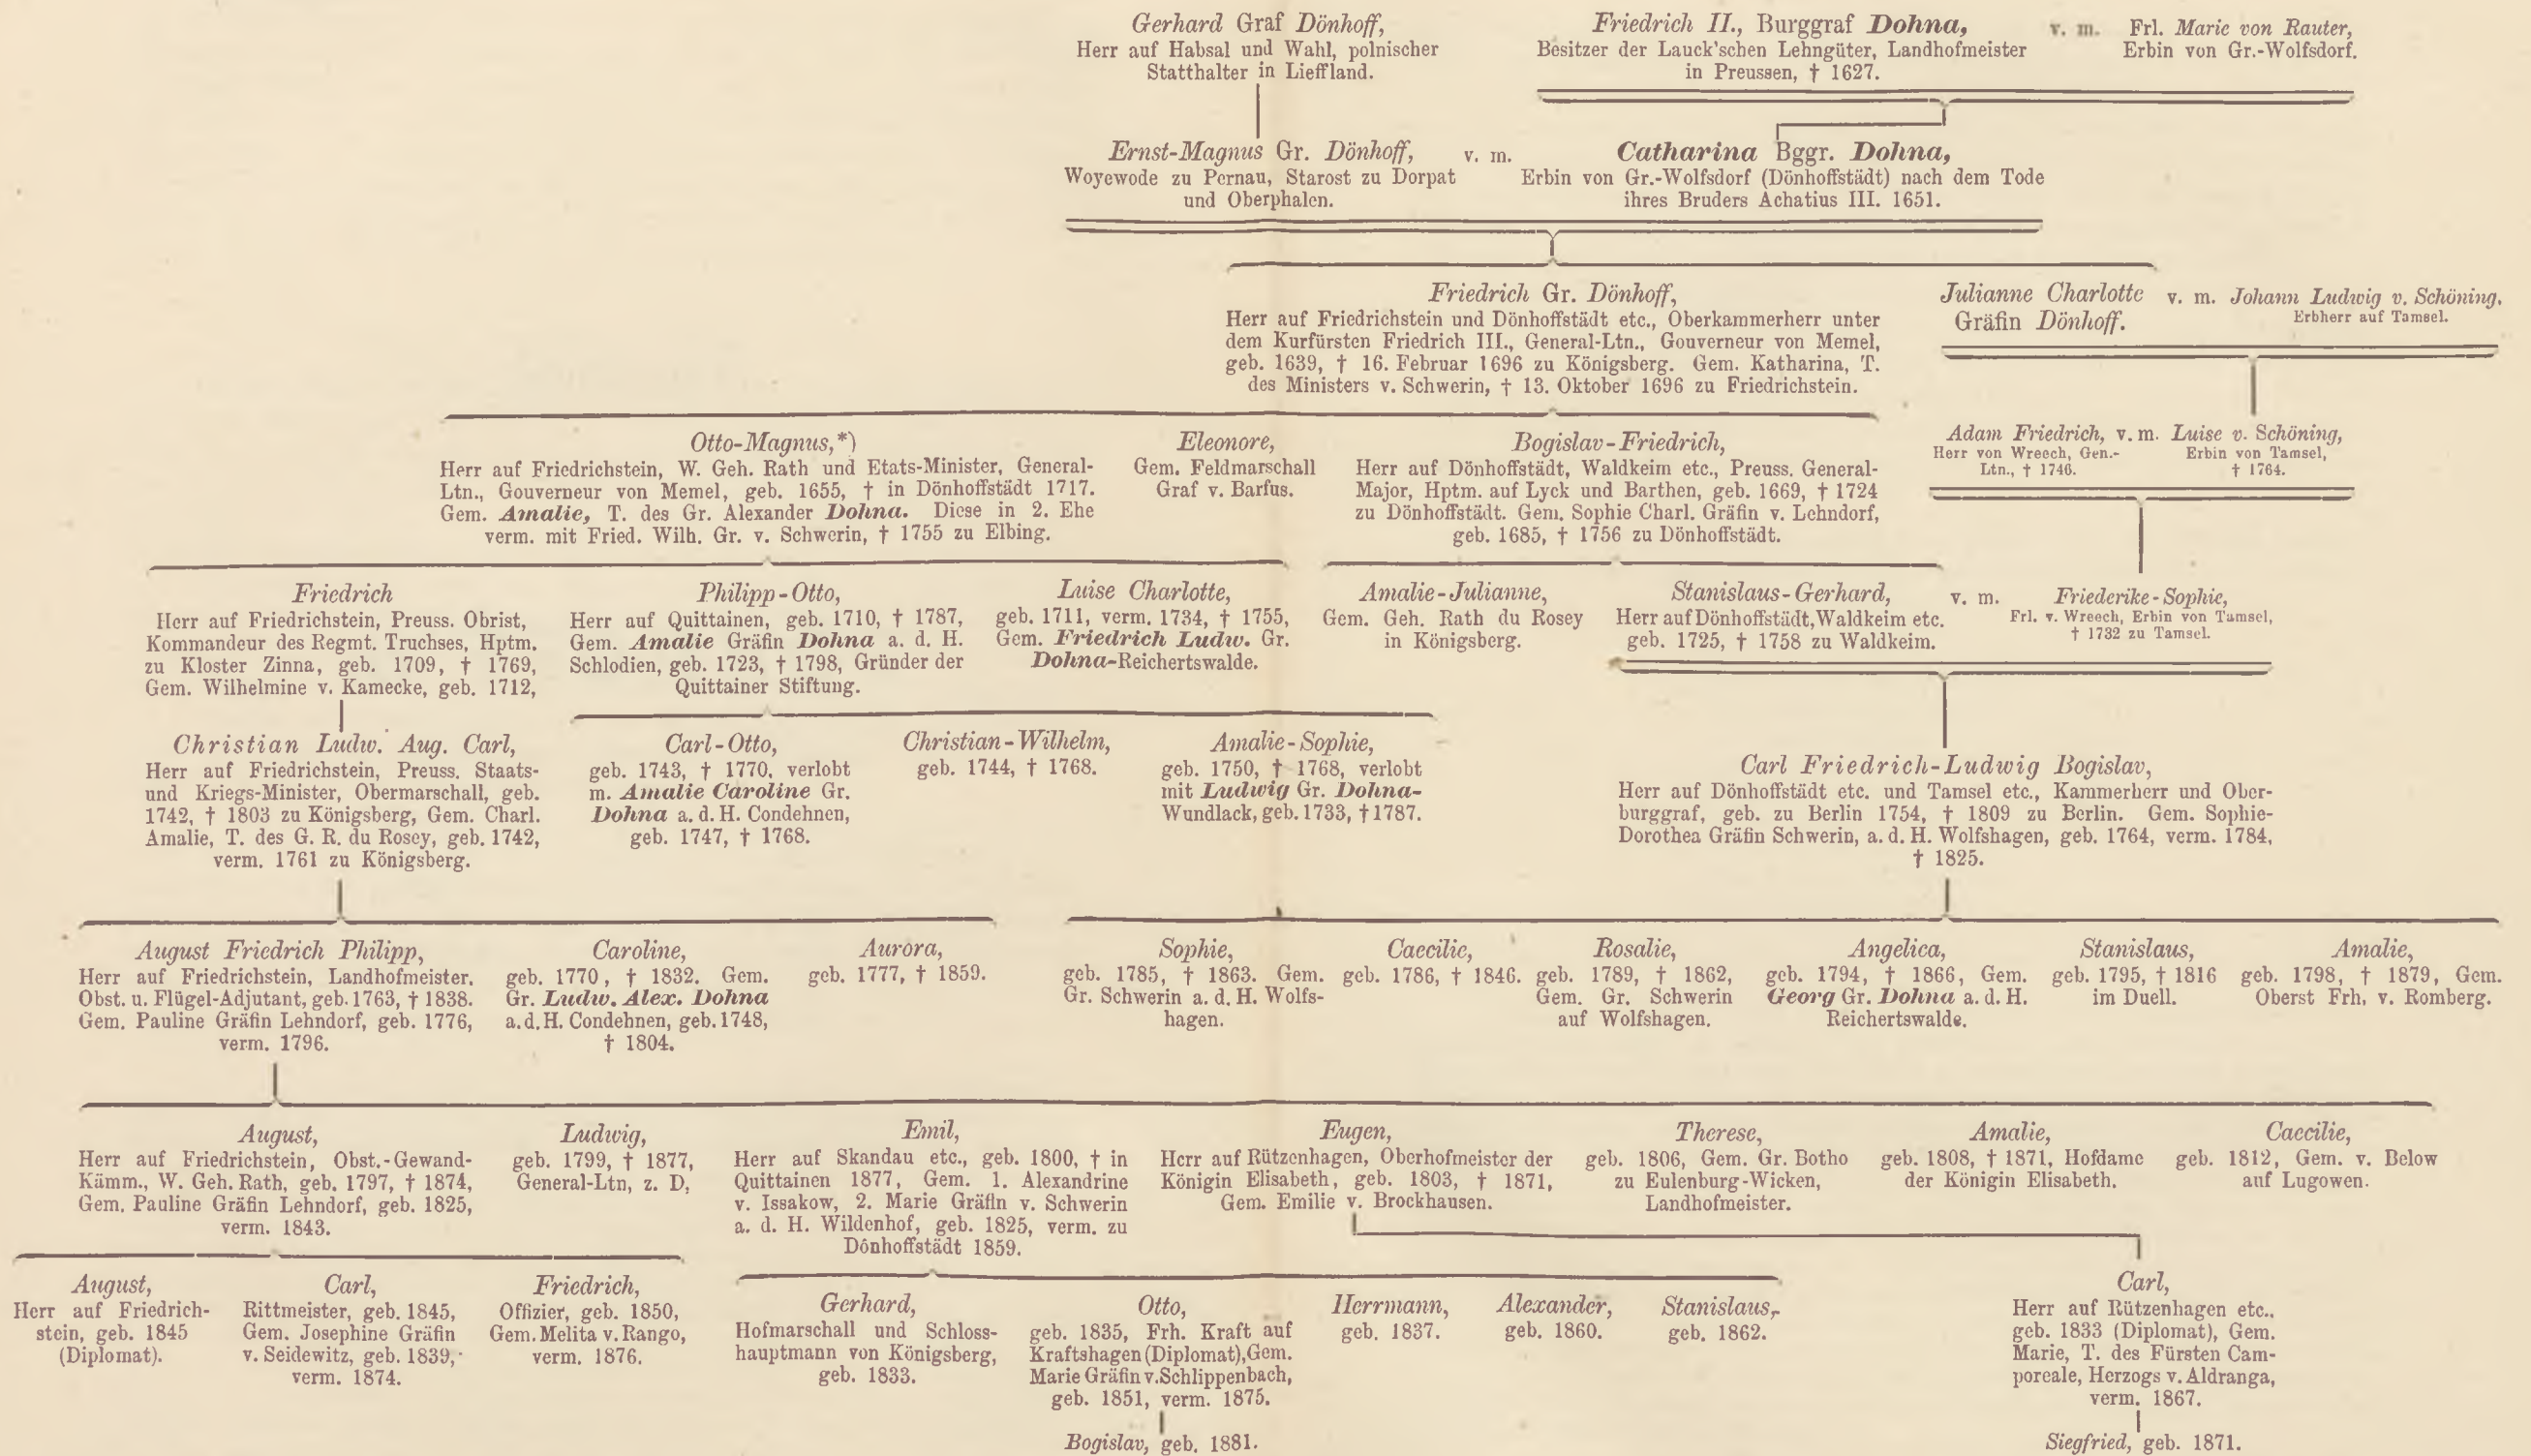 Gerhard Graf Dönhoff,
Herr auf Habsal und Wahl, polnischer
Statthalter in Lieffland.
Friedrich II., Burggraf Dohna,
Besitzer der Lauck'schen Lehngüter, Landhofmeister
in Preussen, † 1627.
v. m.
Frl. Marie von Rauter,
Erbin von Gr.-Wolfsdorf.
Ernst-Magnus Gr. Dönhoff,
Woyewode zu Pernau, Starost zu Dorpat
und Oberphalen.
v. m.
Catharina Bggr. Dohna,
Erbin von Gr.-Wolfsdorf (Dönhoffstädt) nach dem Tode
ihres Bruders Achatius III. 1651.
Friedrich Gr. Dönhoff,
Herr auf Friedrichstein und Dönhoffstädt etc., Oberkammerherr unter
dem Kurfürsten Friedrich III., General-Ltn., Gouverneur von Memel,
geb. 1639, † 16. Februar 1696 zu Königsberg. Gem. Katharina, T.
des Ministers v. Schwerin, † 13. Oktober 1696 zu Friedrichstein.
Julianne Charlotte
Gräfin Dönhoff.
v. m.
Johann Ludwig v. Schöning,
Erbherr auf Tamsel.
Otto-Magnus,*)
Herr auf Friedrichstein, W. Geh. Rath und Etats-Minister, General-
Ltn., Gouverneur von Memel, geb. 1655, † in Dönhoffstädt 1717.
Gem. Amalie, T. des Gr. Alexander Dohna. Diese in 2. Ehe
verm. mit Fried. Wilh. Gr. v. Schwerin, † 1755 zu Elbing.
Eleonore,
Gem. Feldmarschall
Graf v. Barfus.
Bogislav-Friedrich,
Herr auf Dönhoffstädt, Waldkeim etc., Preuss. General-
Major, Hptm. auf Lyck und Barthen, geb. 1669, † 1724
zu Dönhoffstädt. Gem. Sophie Charl. Gräfin v. Lehndorf,
geb. 1685, † 1756 zu Dönhoffstädt.
Adam Friedrich,
Herr von Wreech, Gen.-
Ltn., † 1746.
v. m.
Luise v. Schöning,
Erbin von Tamsel,
† 1764.
Friedrich
Herr auf Friedrichstein, Preuss. Obrist,
Kommandeur des Regmt. Truchses, Hptm.
zu Kloster Zinna, geb. 1709, † 1769,
Gem. Wilhelmine v. Kamecke, geb. 1712,
Philipp-Otto,
Herr auf Quittainen, geb. 1710, † 1787,
Gem. Amalie Gräfin Dohna a. d. H.
Schlodien, geb. 1723, † 1798, Gründer der
Quittainer Stiftung.
Luise Charlotte,
geb. 1711, verm. 1734, † 1755,
Gem. Friedrich Ludw. Gr.
Dohna-Reichertswalde.
Amalie-Julianne,
Gem. Geh. Rath du Rosey
in Königsberg.
Stanislaus-Gerhard,
Herr auf Dönhoffstädt, Waldkeim etc.
geb. 1725, † 1758 zu Waldkeim.
v. m.
Friederike-Sophie,
Frl. v. Wreech, Erbin von Tamsel,
† 1732 zu Tamsel.
Christian Ludw. Aug. Carl,
Herr auf Friedrichstein, Preuss. Staats-
und Kriegs-Minister, Obermarschall, geb.
1742, † 1803 zu Königsberg, Gem. Charl.
Amalie, T. des G. R. du Rosey, geb. 1742,
verm. 1761 zu Königsberg.
Carl-Otto,
geb. 1743, † 1770, verlobt
m. Amalie Caroline Gr.
Dohna a. d. H. Condehnen,
geb. 1747, † 1768.
Christian-Wilhelm,
geb. 1744, † 1768.
Amalie-Sophie,
geb. 1750, † 1768, verlobt
mit Ludwig Gr. Dohna-
Wundlack, geb. 1733, † 1787.
Carl Friedrich-Ludwig Bogislav,
Herr auf Dönhoffstädt etc. und Tamsel etc., Kammerherr und Ober-
burggraf, geb. zu Berlin 1754, † 1809 zu Berlin. Gem. Sophie-
Dorothea Gräfin Schwerin, a. d. H. Wolfshagen, geb. 1764, verm. 1784,
† 1825.
August Friedrich Philipp,
Herr auf Friedrichstein, Landhofmeister.
Obst. u. Flügel-Adjutant, geb. 1763, † 1838.
Gem. Pauline Gräfin Lehndorf, geb. 1776,
verm. 1796.
Caroline,
geb. 1770, † 1832. Gem.
Gr. Ludw. Alex. Dohna
a. d. H. Condehnen, geb. 1748,
† 1804.
Aurora,
geb. 1777, † 1859.
Sophie,
geb. 1785, † 1863. Gem.
Gr. Schwerin a. d. H. Wolfs-
hagen.
Caecilie,
geb. 1786, † 1846.
Rosalie,
geb. 1789, † 1862,
Gem. Gr. Schwerin
auf Wolfshagen.
Angelica,
geb. 1794, † 1866, Gem.
Georg Gr. Dohna a. d. H.
Reichertswalde.
Stanislaus,
geb. 1795, † 1816
im Duell.
Amalie,
geb. 1798, † 1879, Gem.
Oberst Frh. v. Romberg.
August,
Herr auf Friedrichstein, Obst.-Gewand-
Kämm., W. Geh. Rath, geb. 1797, † 1874,
Gem. Pauline Gräfin Lehndorf, geb. 1825,
verm. 1843.
Ludwig,
geb. 1799, † 1877,
General-Ltn. z. D.
Emil,
Herr auf Skandau etc., geb. 1800, † in
Quittainen 1877, Gem. 1. Alexandrine
v. Issakow, 2. Marie Gräfin v. Schwerin
a. d. H. Wildenhof, geb. 1825, verm. zu
Dönhoffstädt 1859.
Eugen,
Herr auf Rützenhagen, Oberhofmeister der
Königin Elisabeth, geb. 1803, † 1871,
Gem. Emilie v. Brockhausen.
Therese,
geb. 1806, Gem. Gr. Botho
zu Eulenburg-Wicken,
Landhofmeister.
Amalie,
geb. 1808, † 1871, Hofdame
der Königin Elisabeth.
Caecilie,
geb. 1812, Gem. v. Below
auf Lugowen.
August,
Herr auf Friedrich-
stein, geb. 1845
(Diplomat).
Carl,
Rittmeister, geb. 1845,
Gem. Josephine Gräfin
v. Seidewitz, geb. 1839,
verm. 1874.
Friedrich,
Offizier, geb. 1850,
Gem. Melita v. Rango,
verm. 1876.
Gerhard,
Hofmarschall und Schloss-
hauptmann von Königsberg,
geb. 1833.
Otto,
geb. 1835, Frh. Kraft auf
Kraftshagen (Diplomat), Gem.
Marie Gräfin v. Schlippenbach,
geb. 1851, verm. 1875.
Herrmann,
geb. 1837.
Alexander,
geb. 1860.
Stanislaus,
geb. 1862.
Carl,
Herr auf Rützenhagen etc.,
geb. 1833 (Diplomat), Gem.
Marie, T. des Fürsten Cam-
poreale, Herzogs v. Aldranga,
verm. 1867.
Bogislav, geb. 1881.
Siegfried, geb. 1871.